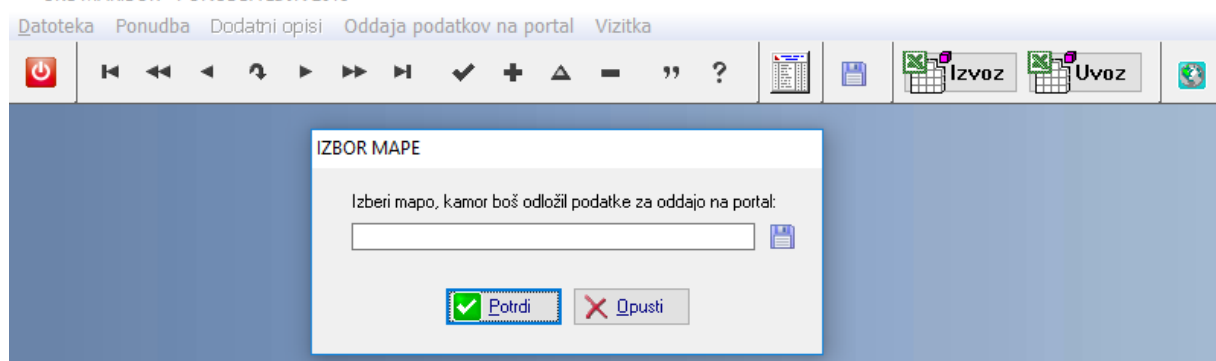 Datoteka Ponudba Dodatni opisi Oddaja podatkov na portal Vizitka
Izvoz Uvoz
IZBOR MAPE
Izberi mapo, kamor boš odložil podatke za oddajo na portal:
Potrdi Opusti